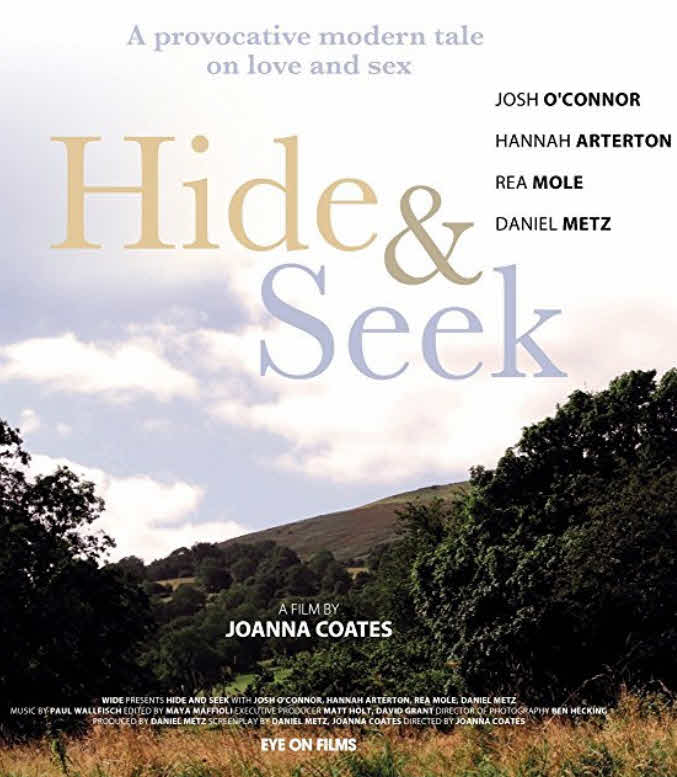 A provocative modern tale
on love and sex
JOSH O'CONNOR
HANNAH ARTERTON
REA MOLE
DANIEL METZ
Hide &
Seek
A FILM BY
JOANNA COATES
WIDE PRESENTS HIDE AND SEEK WITH JOSH O'CONNOR, HANNAH ARTERTON, REA MOLE, DANIEL METZ
MUSIC BY PAUL WALLFISCH EDITED BY MAYA MAFFIOLI EXECUTIVE PRODUCER MATT HOLT, DAVID GRANT DIRECTOR OF PHOTOGRAPHY BEN HECKING
PRODUCED BY DANIEL METZ SCREENPLAY BY DANIEL METZ, JOANNA COATES DIRECTED BY JOANNA COATES
EYE ON FILMS